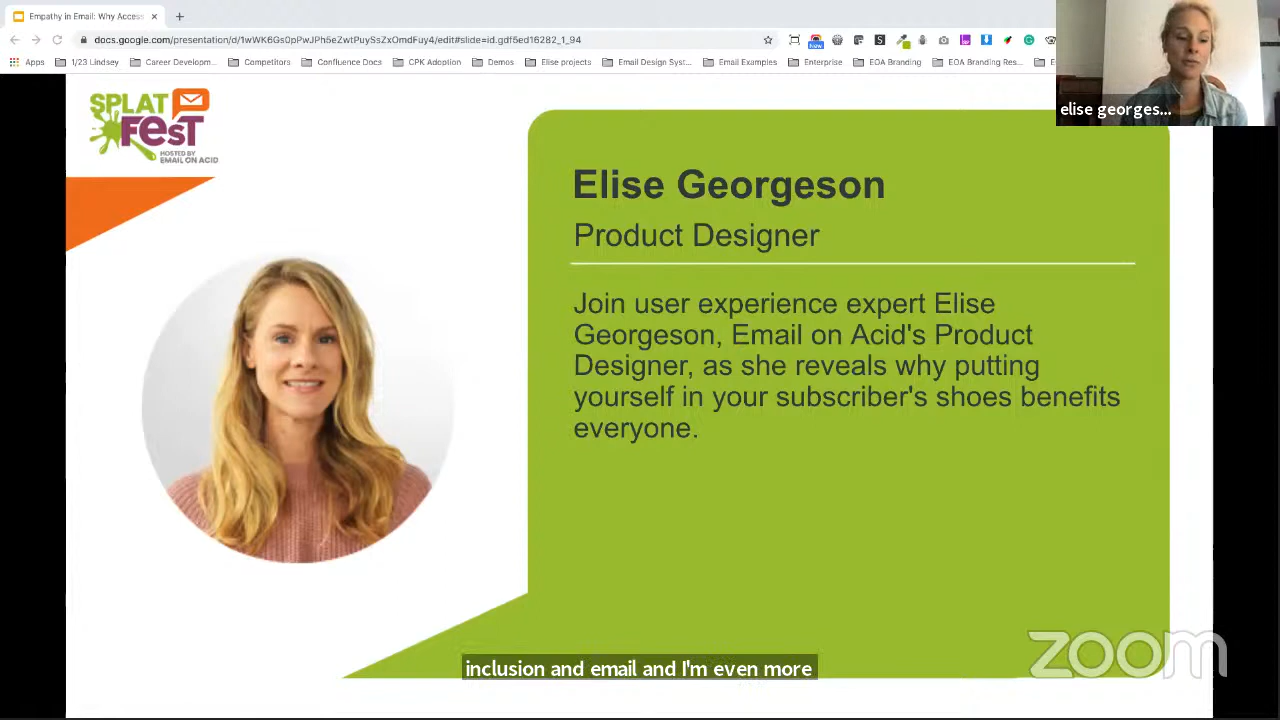 Empathy in Email: Why Access
docs.google.com/presentation/d/1wWK6Gs0pPwJPh5eZwtPuySsZxOmdFuy4/edit#slide=id.gdf5ed16282_1_94
New
Apps
1/23 Lindsey
Career Developm...
Competitors
Confluence Docs
CPK Adoption
Demos
Elise projects
Email Design Syst...
Email Examples
Enterprise
EOA Branding
EOA Branding Res...
elise georges...
SPLAT
FesT
HOSTED BY
EMAIL ON ACID
Elise Georgeson
Product Designer
Join user experience expert Elise
Georgeson, Email on Acid's Product
Designer, as she reveals why putting
yourself in your subscriber's shoes benefits
everyone.
inclusion and email and I'm even more
zoom